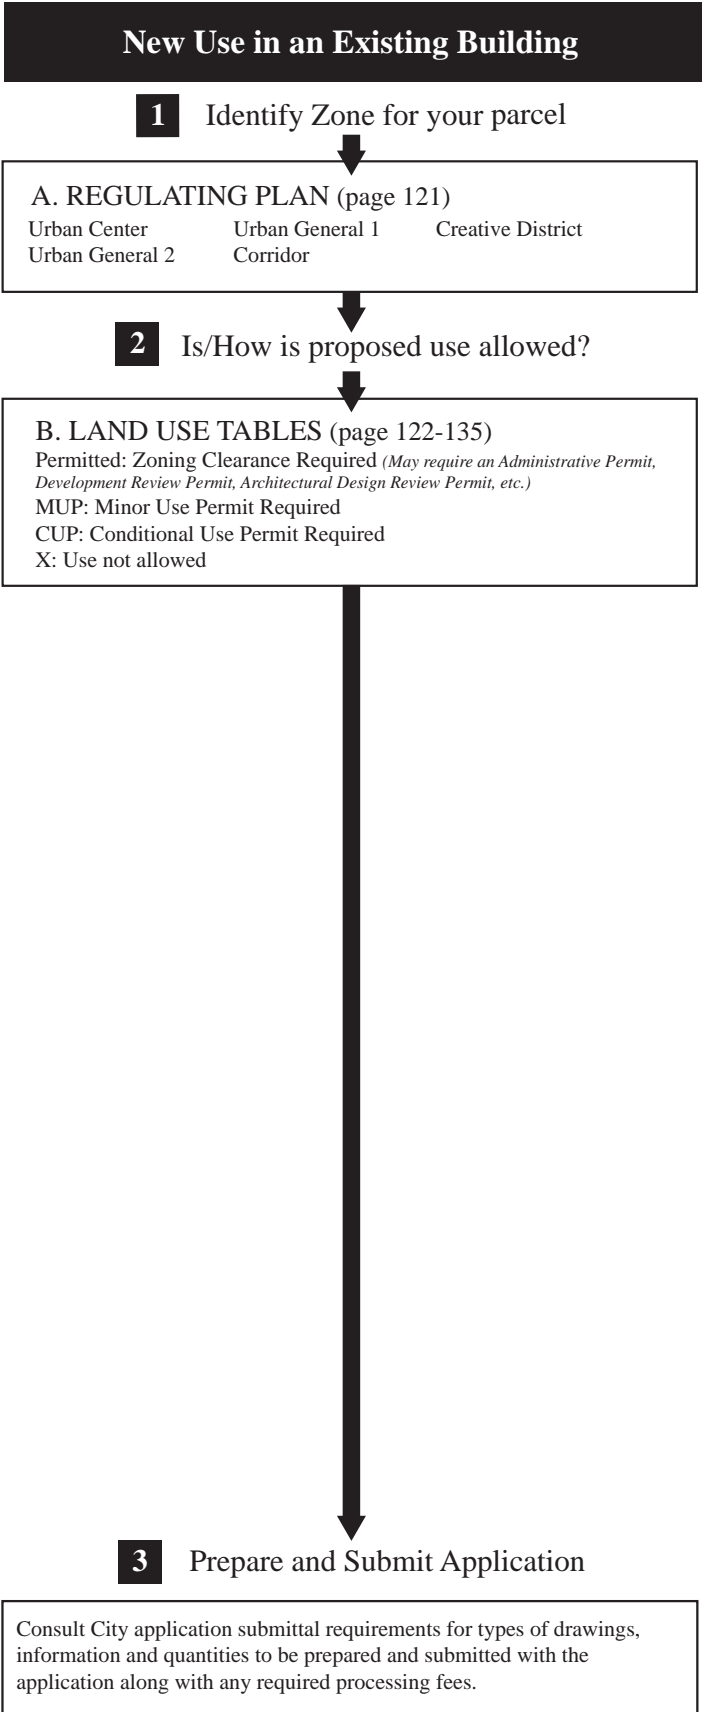 New Use in an Existing Building
1 Identify Zone for your parcel
A. REGULATING PLAN (page 121)
Urban Center Urban General 1 Creative District
Urban General 2 Corridor
2 Is/How is proposed use allowed?
B. LAND USE TABLES (page 122-135)
Permitted: Zoning Clearance Required (May require an Administrative Permit,
Development Review Permit, Architectural Design Review Permit, etc.)
MUP: Minor Use Permit Required
CUP: Conditional Use Permit Required
X: Use not allowed
3 Prepare and Submit Application
Consult City application submittal requirements for types of drawings,
information and quantities to be prepared and submitted with the
application along with any required processing fees.